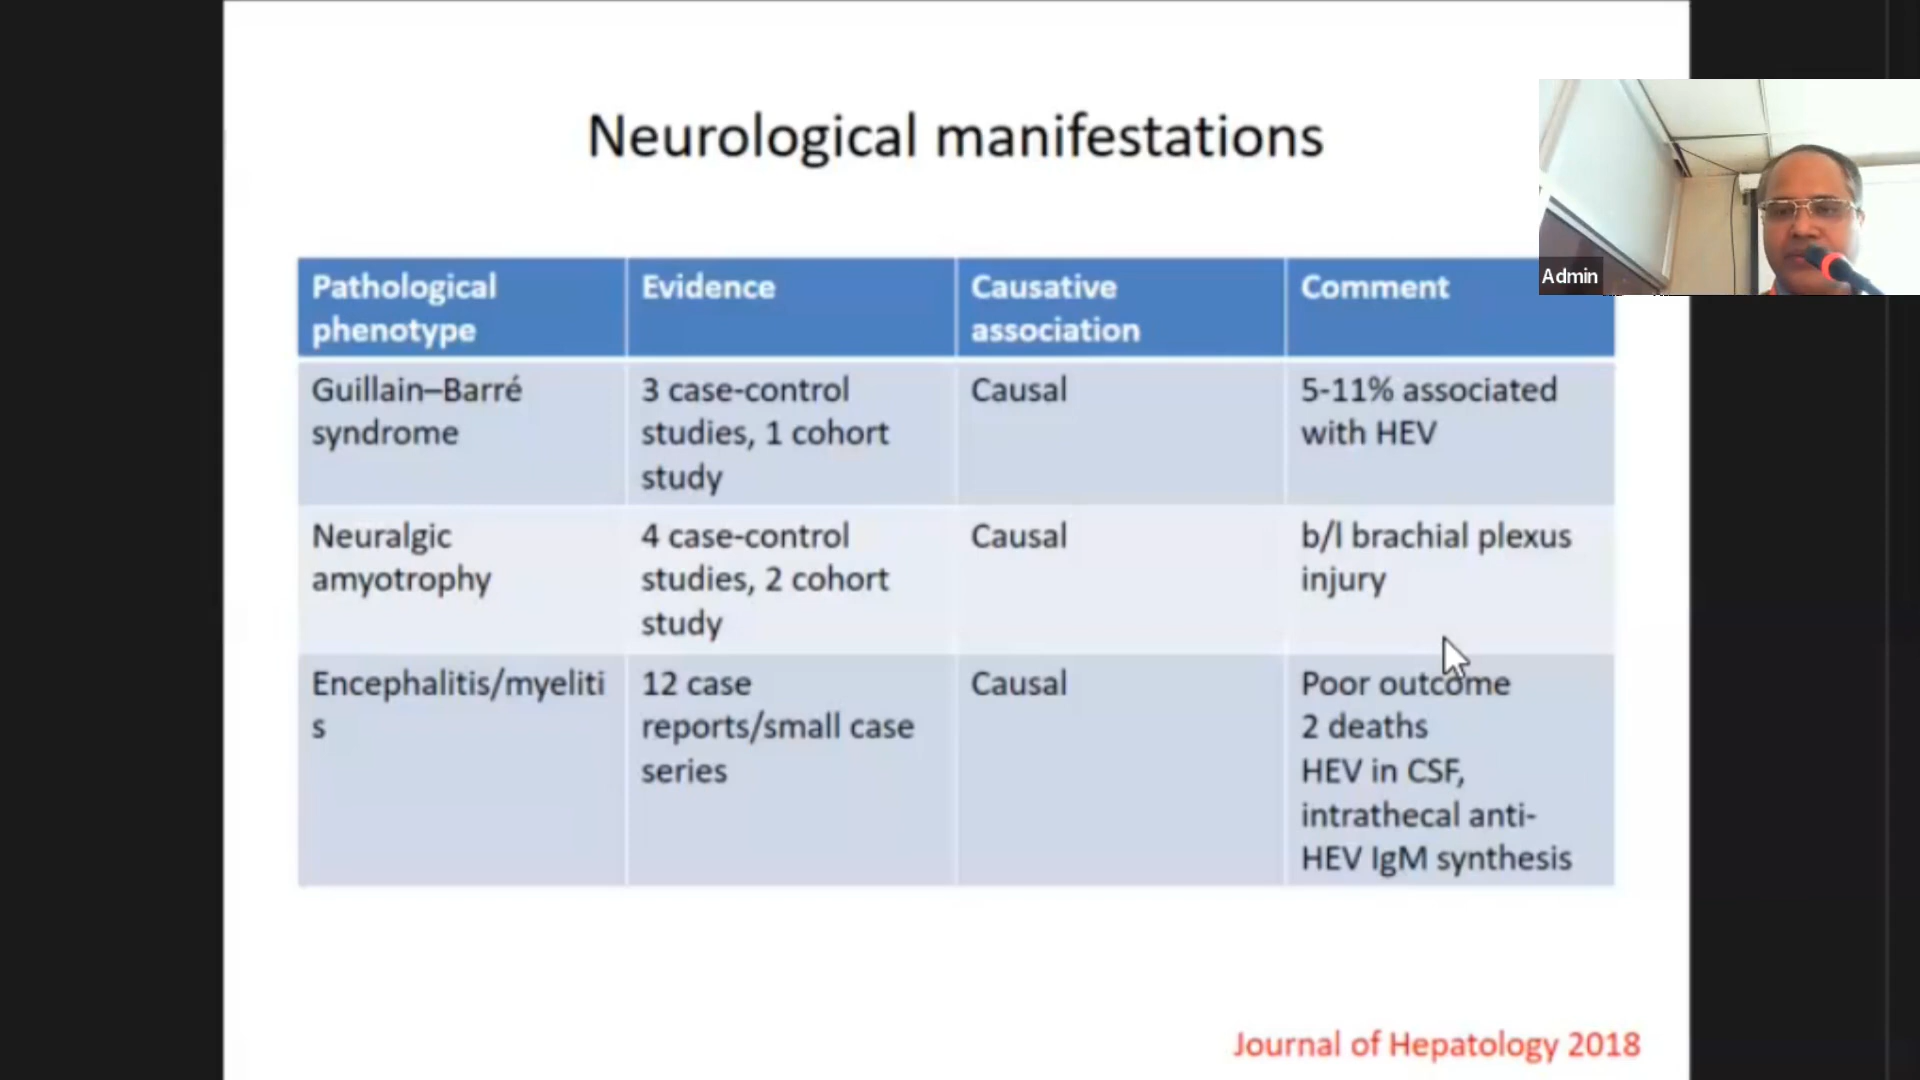 Neurological manifestations
Admin
Pathological
phenotype
Evidence
Causative
association
Comment
Guillain–Barré
syndrome
3 case-control
studies, 1 cohort
study
Causal
5-11% associated
with HEV
Neuralgic
amyotrophy
4 case-control
studies, 2 cohort
study
Causal
b/l brachial plexus
injury
Encephalitis/myeliti
s
12 case
reports/small case
series
Causal
Poor outcome
2 deaths
HEV in CSF,
intrathecal anti-
HEV IgM synthesis
Journal of Hepatology 2018